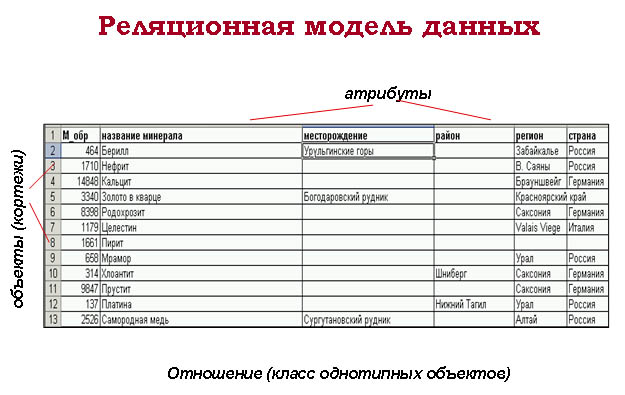 Реляционная модель данных
атрибуты
1 М_обр название минерала месторождение район регион страна
2 464 Берилл Урульгинские горы Забайкалье Россия
3 1710 Нефрит В. Саяны Россия
4 14848 Кальцит Брауншвейг Германия
5 3340 Золото в кварце Богодаровский рудник Красноярский край
6 8398 Родохрозит Саксония Германия
7 1179 Целестин Valais Viege Италия
8 1661 Пирит
9 658 Мрамор Урал Россия
10 314 Хлоантит Шниберг Саксония Германия
11 9847 Прустит Саксония Германия
12 137 Платина Нижний Тагил Урал Россия
13 2526 Самородная медь Сургутановский рудник Алтай Россия
объекты (кортежи)
Отношение (класс однотипных объектов)